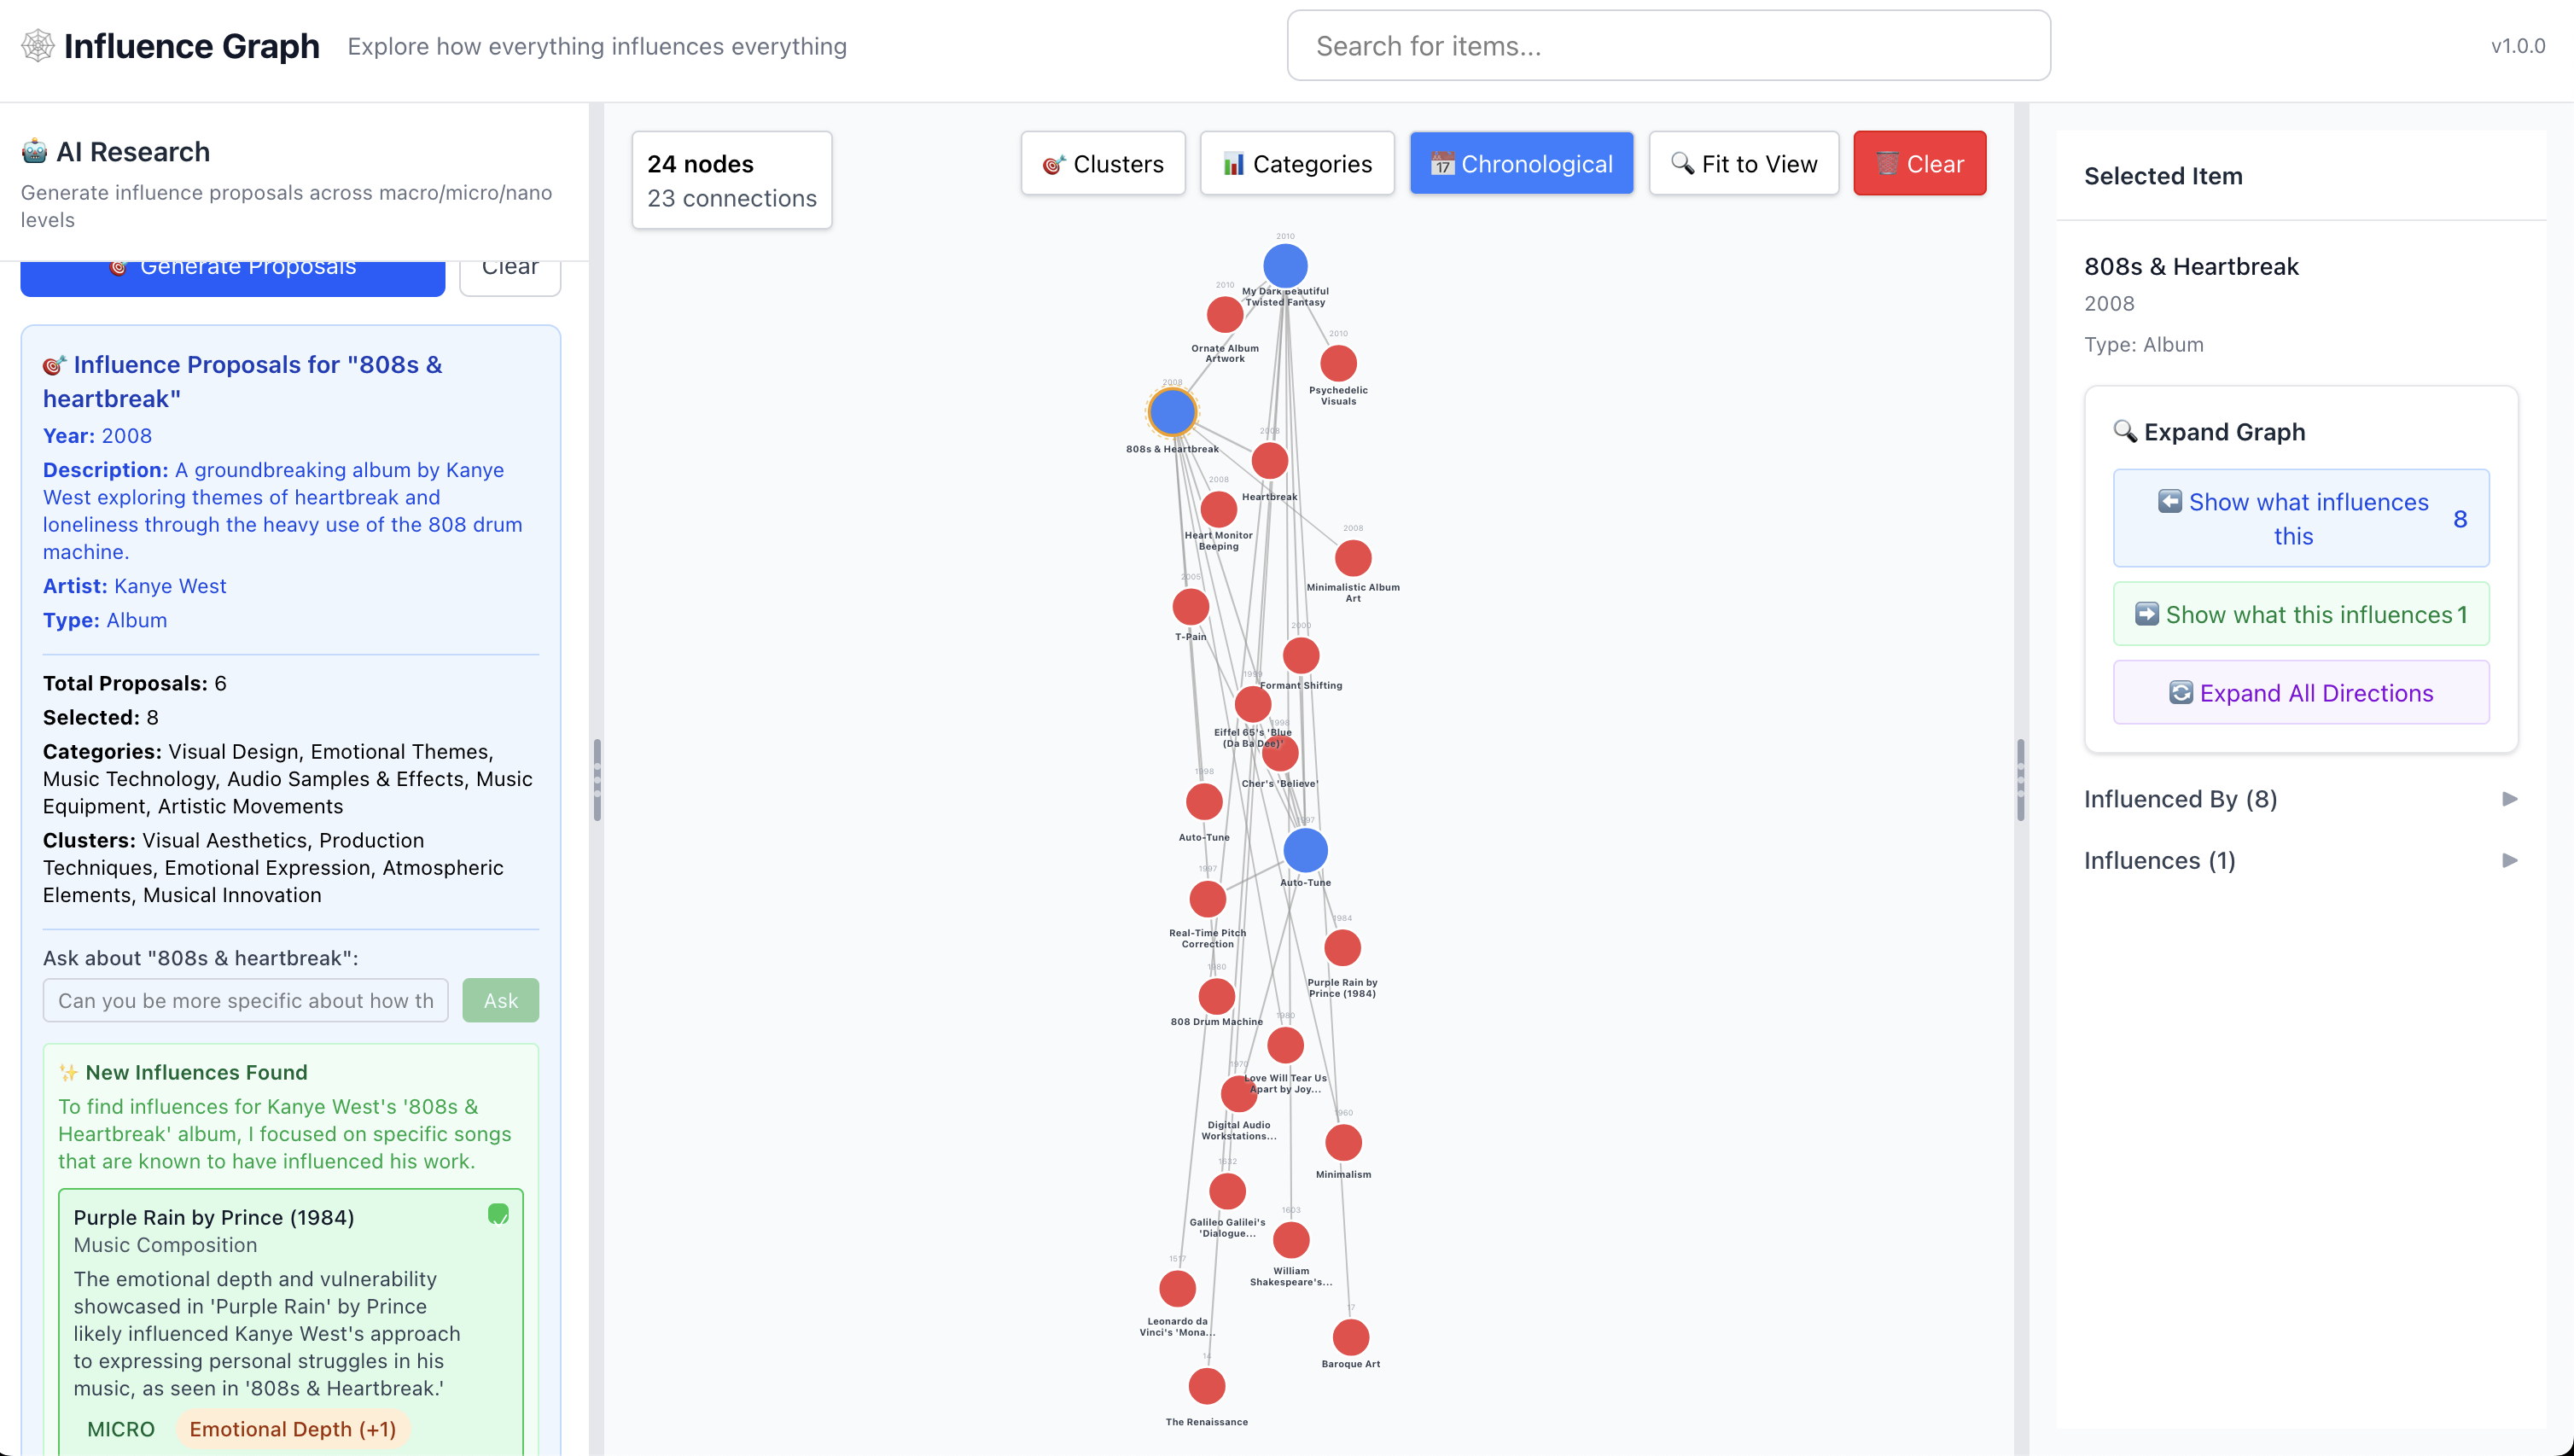 Influence Graph
Explore how everything influences everything
Search for items...
v1.0.0
AI Research
Generate influence proposals across macro/micro/nano
levels
Generate Proposals
Clear
Influence Proposals for "808s &
heartbreak"
Year: 2008
Description: A groundbreaking album by Kanye
West exploring themes of heartbreak and
loneliness through the heavy use of the 808 drum
machine.
Artist: Kanye West
Type: Album
Total Proposals: 6
Selected: 8
Categories: Visual Design, Emotional Themes,
Music Technology, Audio Samples & Effects, Music
Equipment, Artistic Movements
Clusters: Visual Aesthetics, Production
Techniques, Emotional Expression, Atmospheric
Elements, Musical Innovation
Ask about "808s & heartbreak":
Can you be more specific about how th
Ask
New Influences Found
To find influences for Kanye West's '808s &
Heartbreak' album, I focused on specific songs
that are known to have influenced his work.
Purple Rain by Prince (1984)
Music Composition
The emotional depth and vulnerability
showcased in 'Purple Rain' by Prince
likely influenced Kanye West's approach
to expressing personal struggles in his
music, as seen in '808s & Heartbreak.'
MICRO
Emotional Depth (+1)
24 nodes
23 connections
Clusters
Categories
17
Chronological
Fit to View
Clear
2010
My Dark Beautiful
Twisted Fantasy
2010
Ornate Album
Artwork
2010
Psychedelic
Visuals
2008
808s & Heartbreak
2008
Heartbreak
2008
Heart Monitor
Beeping
2008
Minimalistic Album
Art
2005
T-Pain
2000
Formant Shifting
Eiffel 65's 'Blue
(Da Ba Dee)'
1998
Cher's 'Believe'
1998
Auto-Tune
1997
Auto-Tune
1997
Real-Time Pitch
Correction
1984
Purple Rain by
Prince (1984)
1980
808 Drum Machine
1980
Love Will Tear Us
Apart by Joy...
1970
Digital Audio
Workstations...
1960
Minimalism
1632
Galileo Galilei's
'Dialogue...
1603
William
Shakespeare's...
1517
Leonardo da
Vinci's 'Mona...
17
Baroque Art
14
The Renaissance
Selected Item
808s & Heartbreak
2008
Type: Album
Expand Graph
Show what influences
this
8
Show what this influences 1
Expand All Directions
Influenced By (8)
Influences (1)